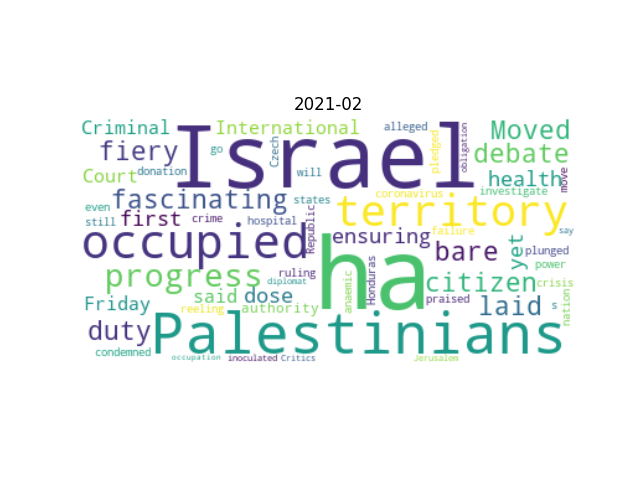 2021-02
Criminal International alleged pledged obligation Moved
fiery go Czech Israel debate
Court donation will health move
even fascinating states coronavirus investigate
still first crime hospital Republic territory failure say
occupied ensuring bare yet plunged
progress ruling ha anaemic Honduras citizen power crisis
diplomat
Friday said dose praised laid s nation
reeling authority
duty Palestinians
condemned occupation inoculated Critics Jerusalem